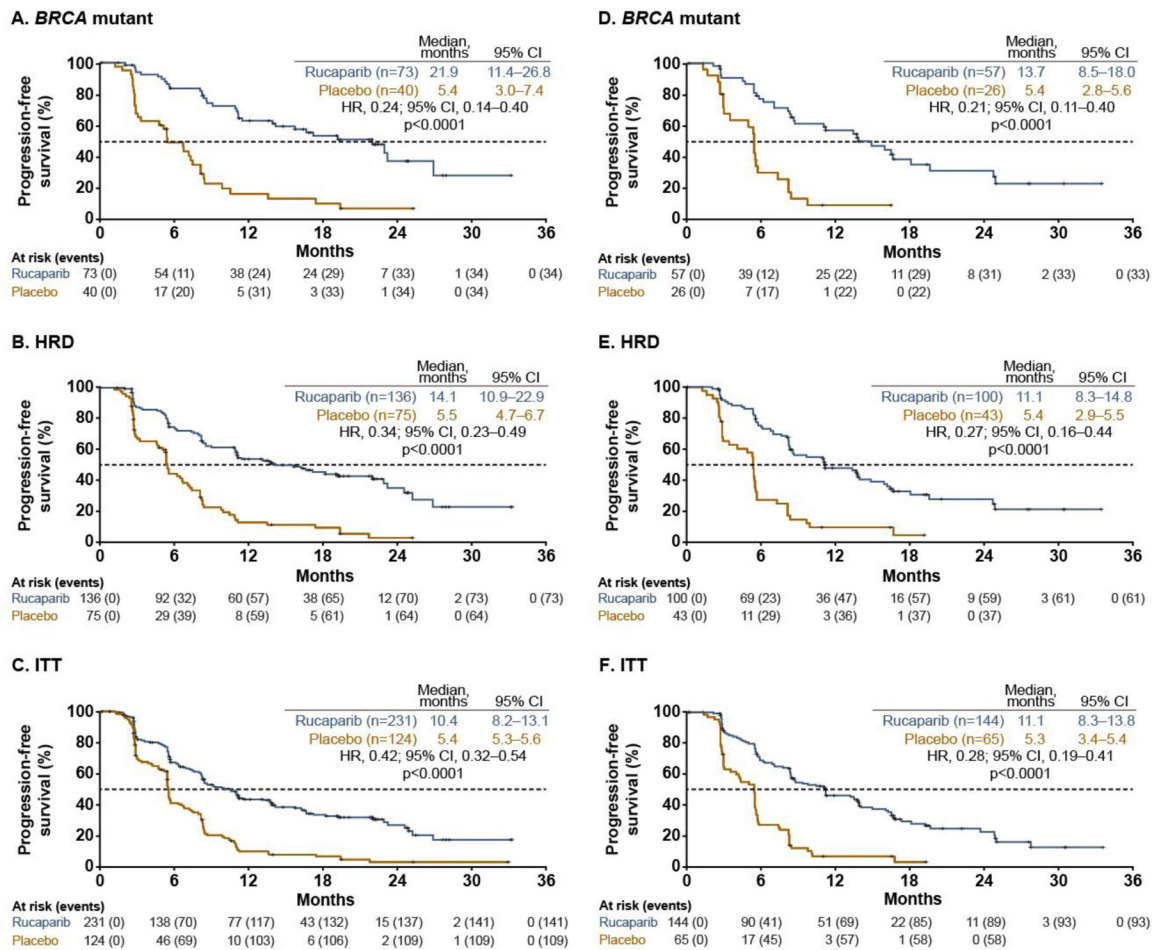 A. BRCA mutant
Median, months 95% CI
Rucaparib (n=73) 21.9 11.4–26.8
Placebo (n=40) 5.4 3.0–7.4
HR, 0.24; 95% CI, 0.14–0.40
p<0.0001
Progression-free survival (%)
100
80
60
40
20
0
0 6 12 18 24 30 36
Months
At risk (events)
Rucaparib 73 (0) 54 (11) 38 (24) 24 (29) 7 (33) 1 (34) 0 (34)
Placebo 40 (0) 17 (20) 5 (31) 3 (33) 1 (34) 0 (34)
D. BRCA mutant
Median, months 95% CI
Rucaparib (n=57) 13.7 8.5–18.0
Placebo (n=26) 5.4 2.8–5.6
HR, 0.21; 95% CI, 0.11–0.40
p<0.0001
Progression-free survival (%)
100
80
60
40
20
0
0 6 12 18 24 30 36
Months
At risk (events)
Rucaparib 57 (0) 39 (12) 25 (22) 11 (29) 8 (31) 2 (33) 0 (33)
Placebo 26 (0) 7 (17) 1 (22) 0 (22)
B. HRD
Median, months 95% CI
Rucaparib (n=136) 14.1 10.9–22.9
Placebo (n=75) 5.5 4.7–6.7
HR, 0.34; 95% CI, 0.23–0.49
p<0.0001
Progression-free survival (%)
100
80
60
40
20
0
0 6 12 18 24 30 36
Months
At risk (events)
Rucaparib 136 (0) 92 (32) 60 (57) 38 (65) 12 (70) 2 (73) 0 (73)
Placebo 75 (0) 29 (39) 8 (59) 5 (61) 1 (64) 0 (64)
E. HRD
Median, months 95% CI
Rucaparib (n=100) 11.1 8.3–14.8
Placebo (n=43) 5.4 2.9–5.5
HR, 0.27; 95% CI, 0.16–0.44
p<0.0001
Progression-free survival (%)
100
80
60
40
20
0
0 6 12 18 24 30 36
Months
At risk (events)
Rucaparib 100 (0) 69 (23) 36 (47) 16 (57) 9 (59) 3 (61) 0 (61)
Placebo 43 (0) 11 (29) 3 (36) 1 (37) 0 (37)
C. ITT
Median, months 95% CI
Rucaparib (n=231) 10.4 8.2–13.1
Placebo (n=124) 5.4 5.3–5.6
HR, 0.42; 95% CI, 0.32–0.54
p<0.0001
Progression-free survival (%)
100
80
60
40
20
0
0 6 12 18 24 30 36
Months
At risk (events)
Rucaparib 231 (0) 138 (70) 77 (117) 43 (132) 15 (137) 2 (141) 0 (141)
Placebo 124 (0) 46 (69) 10 (103) 6 (106) 2 (109) 1 (109) 0 (109)
F. ITT
Median, months 95% CI
Rucaparib (n=144) 11.1 8.3–13.8
Placebo (n=65) 5.3 3.4–5.4
HR, 0.28; 95% CI, 0.19–0.41
p<0.0001
Progression-free survival (%)
100
80
60
40
20
0
0 6 12 18 24 30 36
Months
At risk (events)
Rucaparib 144 (0) 90 (41) 51 (69) 22 (85) 11 (89) 3 (93) 0 (93)
Placebo 65 (0) 17 (45) 3 (57) 1 (58) 0 (58)